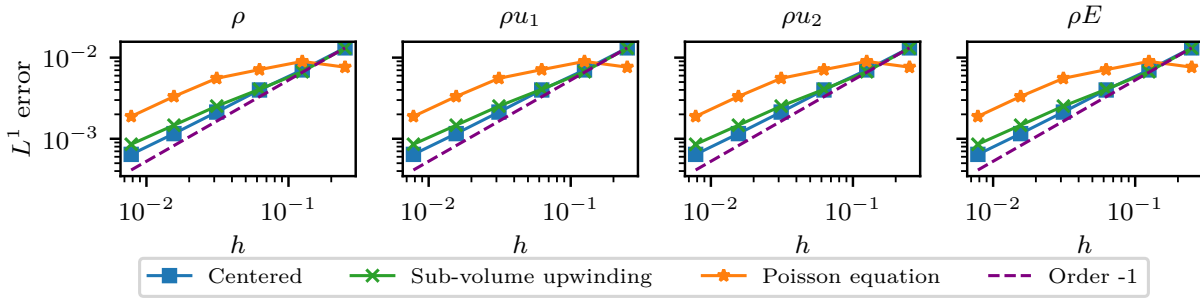 ρ ρu₁ ρu₂ ρE
L¹ error
10⁻²
10⁻³
10⁻² 10⁻¹ 10⁻² 10⁻¹ 10⁻² 10⁻¹ 10⁻² 10⁻¹
h h h h
Centered Sub-volume upwinding Poisson equation Order -1